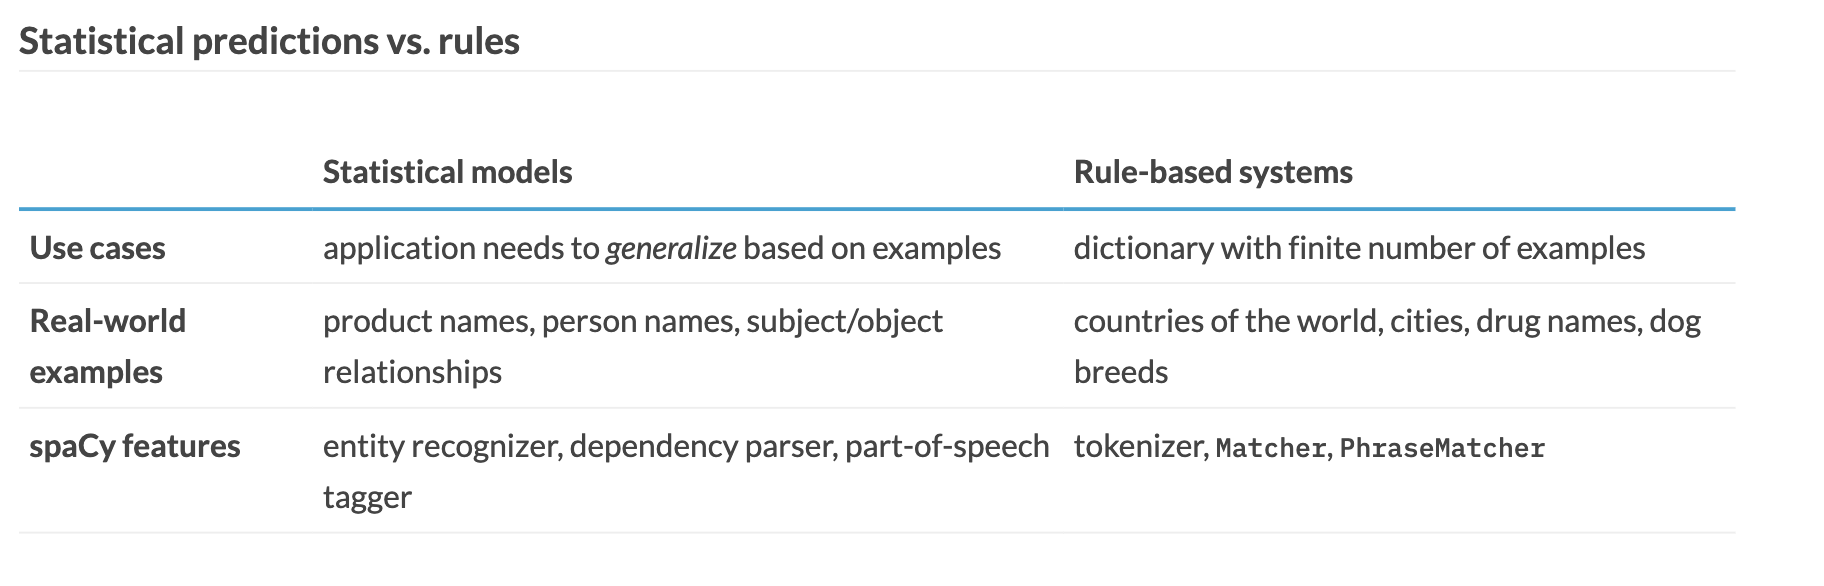 Statistical predictions vs. rules
Statistical models Rule-based systems
Use cases application needs to generalize based on examples dictionary with finite number of examples
Real-world product names, person names, subject/object countries of the world, cities, drug names, dog
examples relationships breeds
spaCy features entity recognizer, dependency parser, part-of-speech tokenizer, Matcher, PhraseMatcher
tagger